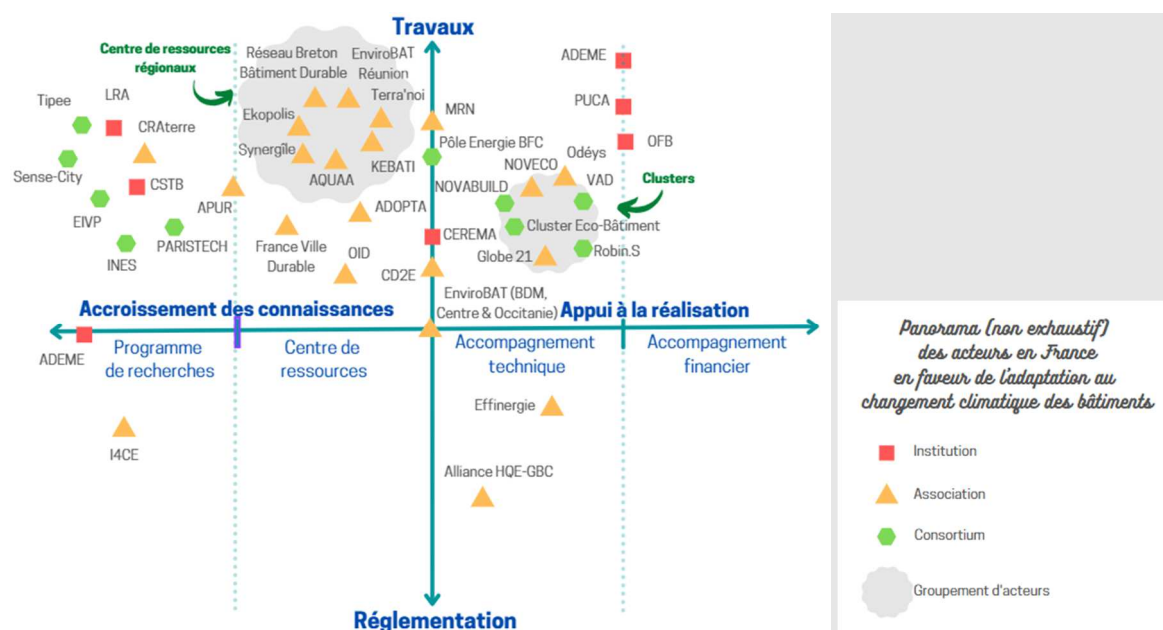 Travaux
Centre de ressources
régionaux
Réseau Breton
Bâtiment Durable
EnviroBAT
Réunion
Terra'noi
Ekopolis
Synergîle
AQUAA
KEBATI
Tipee
LRA
CRAterre
Sense-City
CSTB
EIVP
APUR
PARISTECH
INES
ADOPTA
France Ville
Durable
OID
MRN
Pôle Energie BFC
CEREMA
CD2E
EnviroBAT (BDM,
Centre & Occitanie)
ADEME
PUCA
OFB
Odéys
NOVECO
VAD
NOVABUILD
Clusters
Cluster Eco-Bâtiment
Globe 21
Robin.S
Accroissement des connaissances
Appui à la réalisation
ADEME
Programme
de recherches
Centre de
ressources
Accompagnement
technique
Accompagnement
financier
I4CE
Effinergie
Alliance HQE-GBC
Réglementation
Panorama (non exhaustif)
des acteurs en France
en faveur de l'adaptation au
changement climatique des bâtiments
Institution
Association
Consortium
Groupement d'acteurs